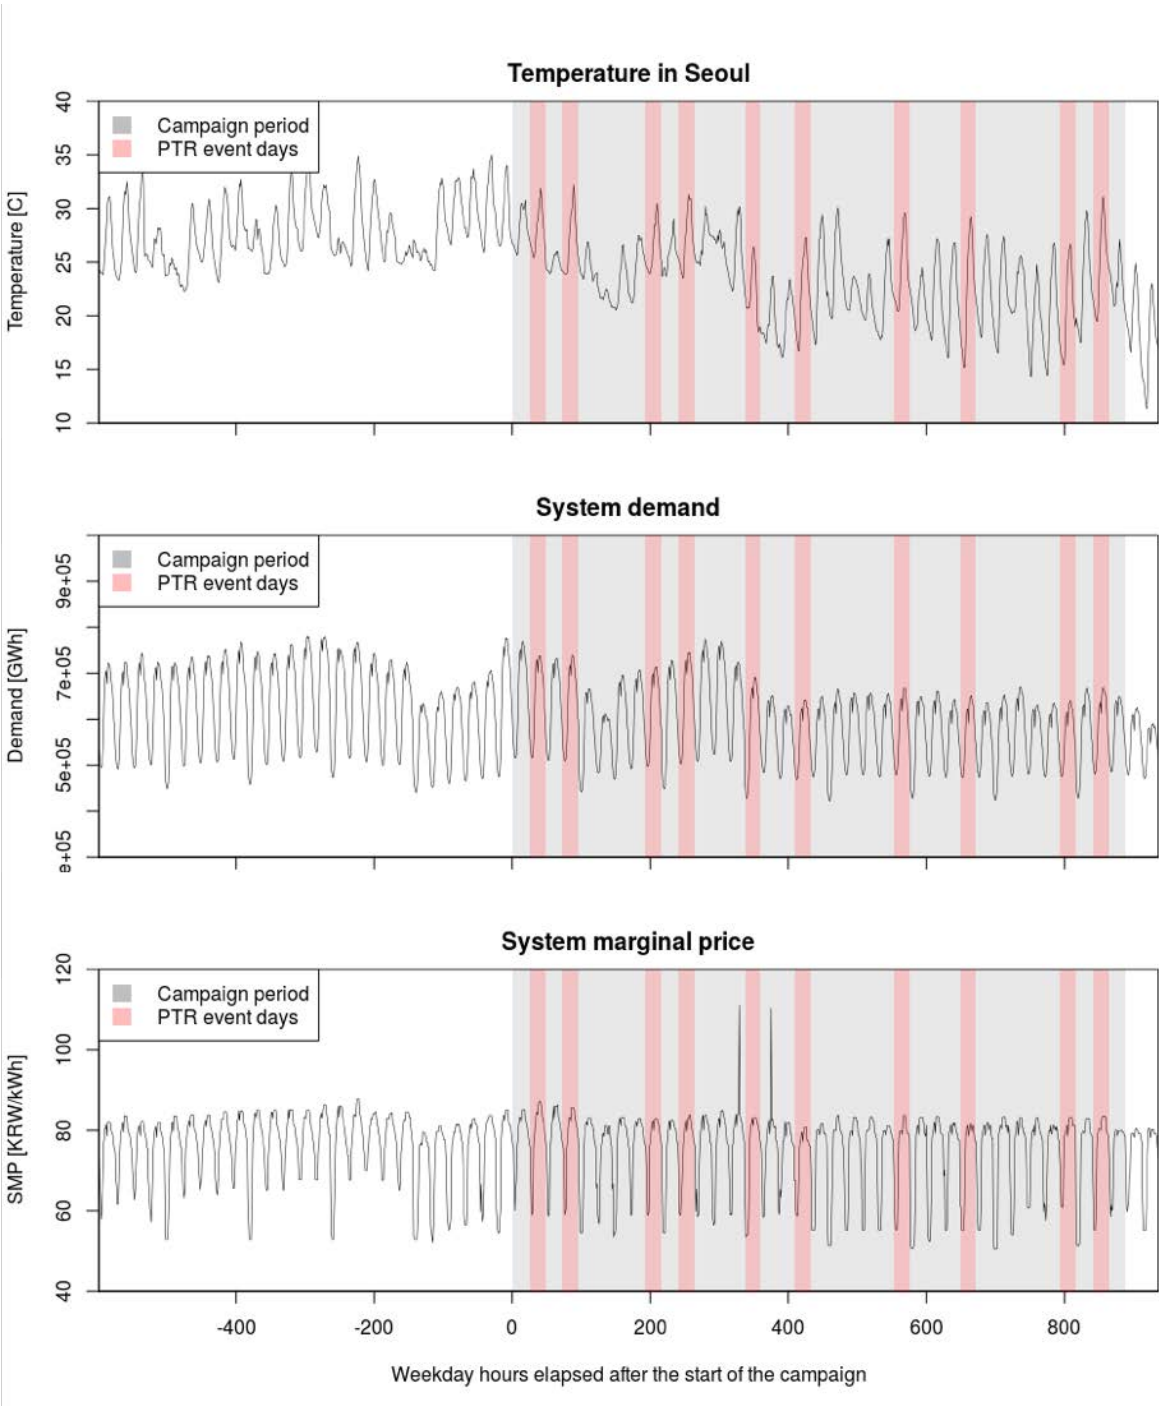 Temperature in Seoul
Temperature [C]
40
35
30
25
20
15
10
Campaign period
PTR event days
System demand
Demand [GWh]
9e+05
7e+05
5e+05
e+05
Campaign period
PTR event days
System marginal price
SMP [KRW/kWh]
120
100
80
60
40
Campaign period
PTR event days
-400 -200 0 200 400 600 800
Weekday hours elapsed after the start of the campaign